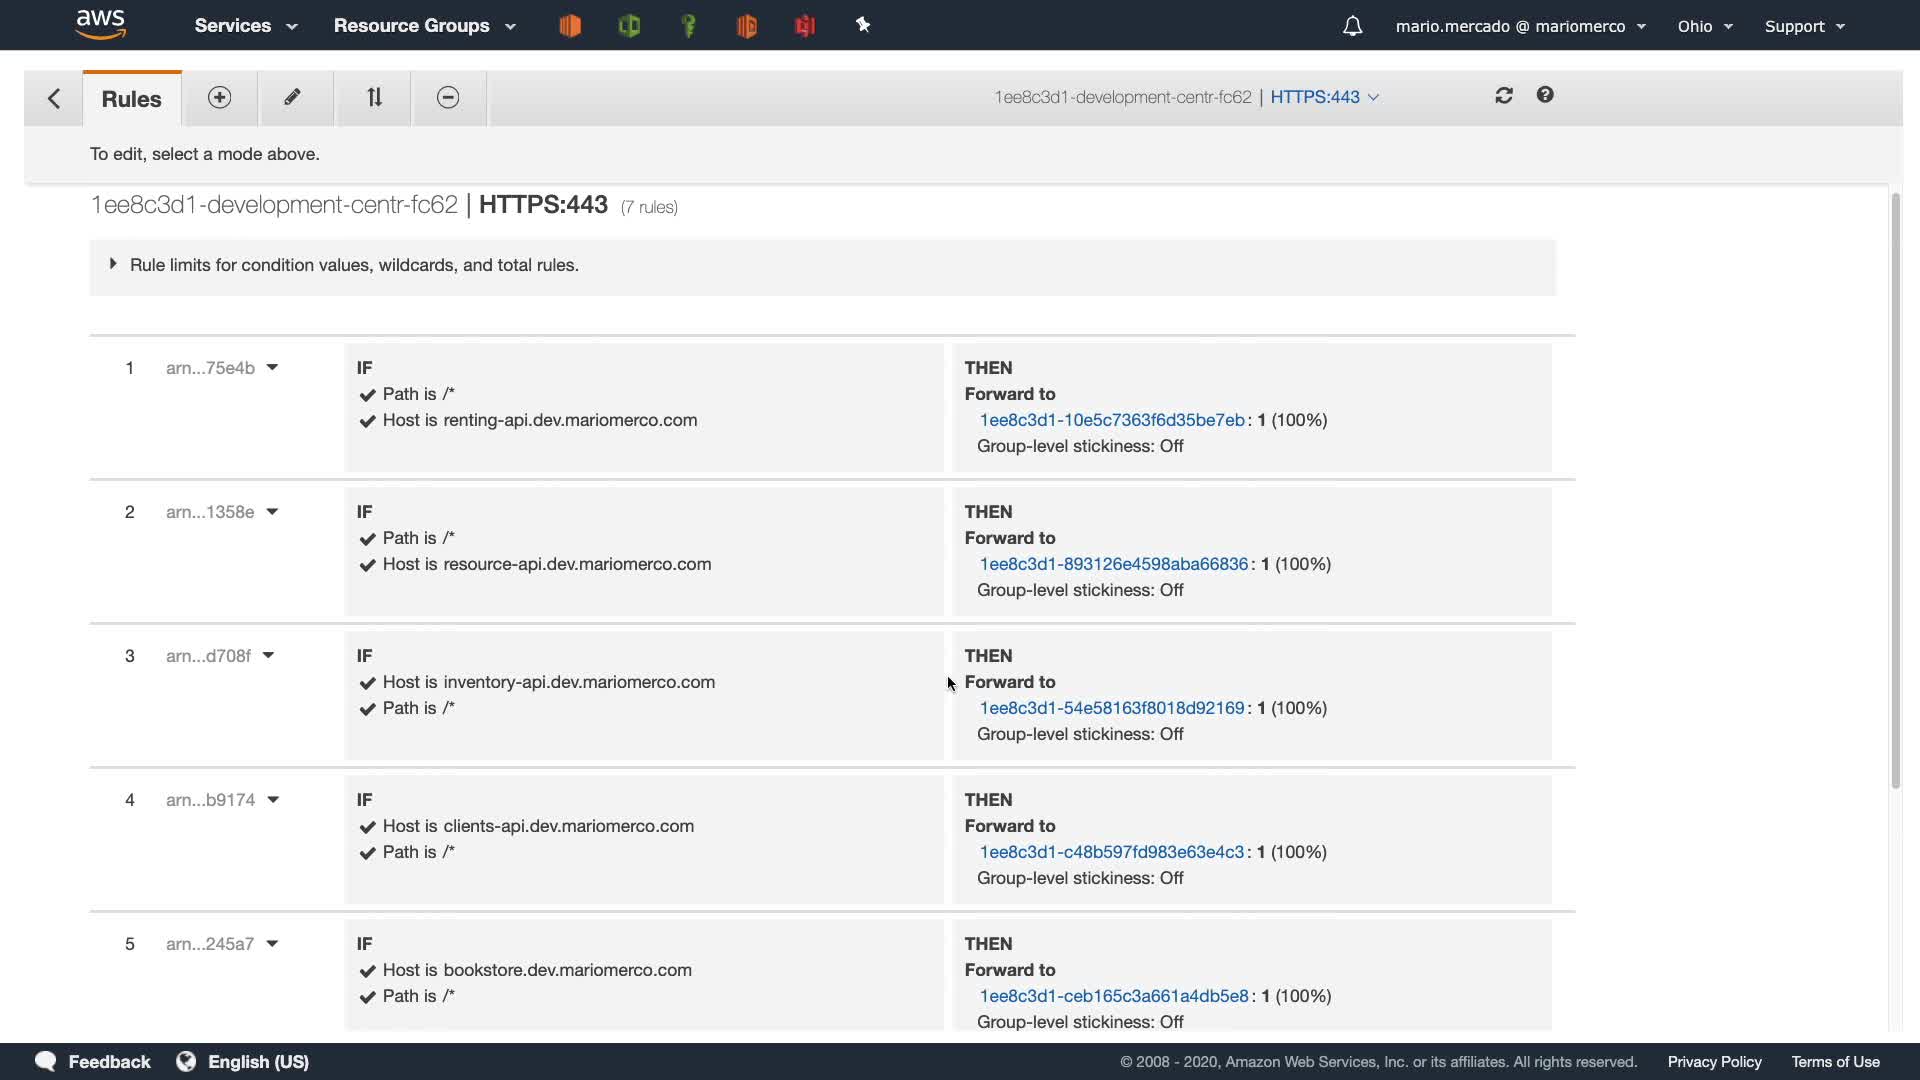 aws Services Resource Groups mario.mercado @ mariomerco Ohio Support
Rules 1ee8c3d1-development-centr-fc62 | HTTPS:443
To edit, select a mode above.
1ee8c3d1-development-centr-fc62 | HTTPS:443 (7 rules)
Rule limits for condition values, wildcards, and total rules.
1 arn...75e4b IF THEN
Path is /* Forward to
Host is renting-api.dev.mariomerco.com 1ee8c3d1-10e5c7363f6d35be7eb: 1 (100%)
Group-level stickiness: Off
2 arn...1358e IF THEN
Path is /* Forward to
Host is resource-api.dev.mariomerco.com 1ee8c3d1-893126e4598aba66836: 1 (100%)
Group-level stickiness: Off
3 arn...d708f IF THEN
Host is inventory-api.dev.mariomerco.com Forward to
Path is /* 1ee8c3d1-54e58163f8018d92169: 1 (100%)
Group-level stickiness: Off
4 arn...b9174 IF THEN
Host is clients-api.dev.mariomerco.com Forward to
Path is /* 1ee8c3d1-c48b597fd983e63e4c3: 1 (100%)
Group-level stickiness: Off
5 arn...245a7 IF THEN
Host is bookstore.dev.mariomerco.com Forward to
Path is /* 1ee8c3d1-ceb165c3a661a4db5e8: 1 (100%)
Group-level stickiness: Off
Feedback English (US) © 2008 - 2020, Amazon Web Services, Inc. or its affiliates. All rights reserved. Privacy Policy Terms of Use